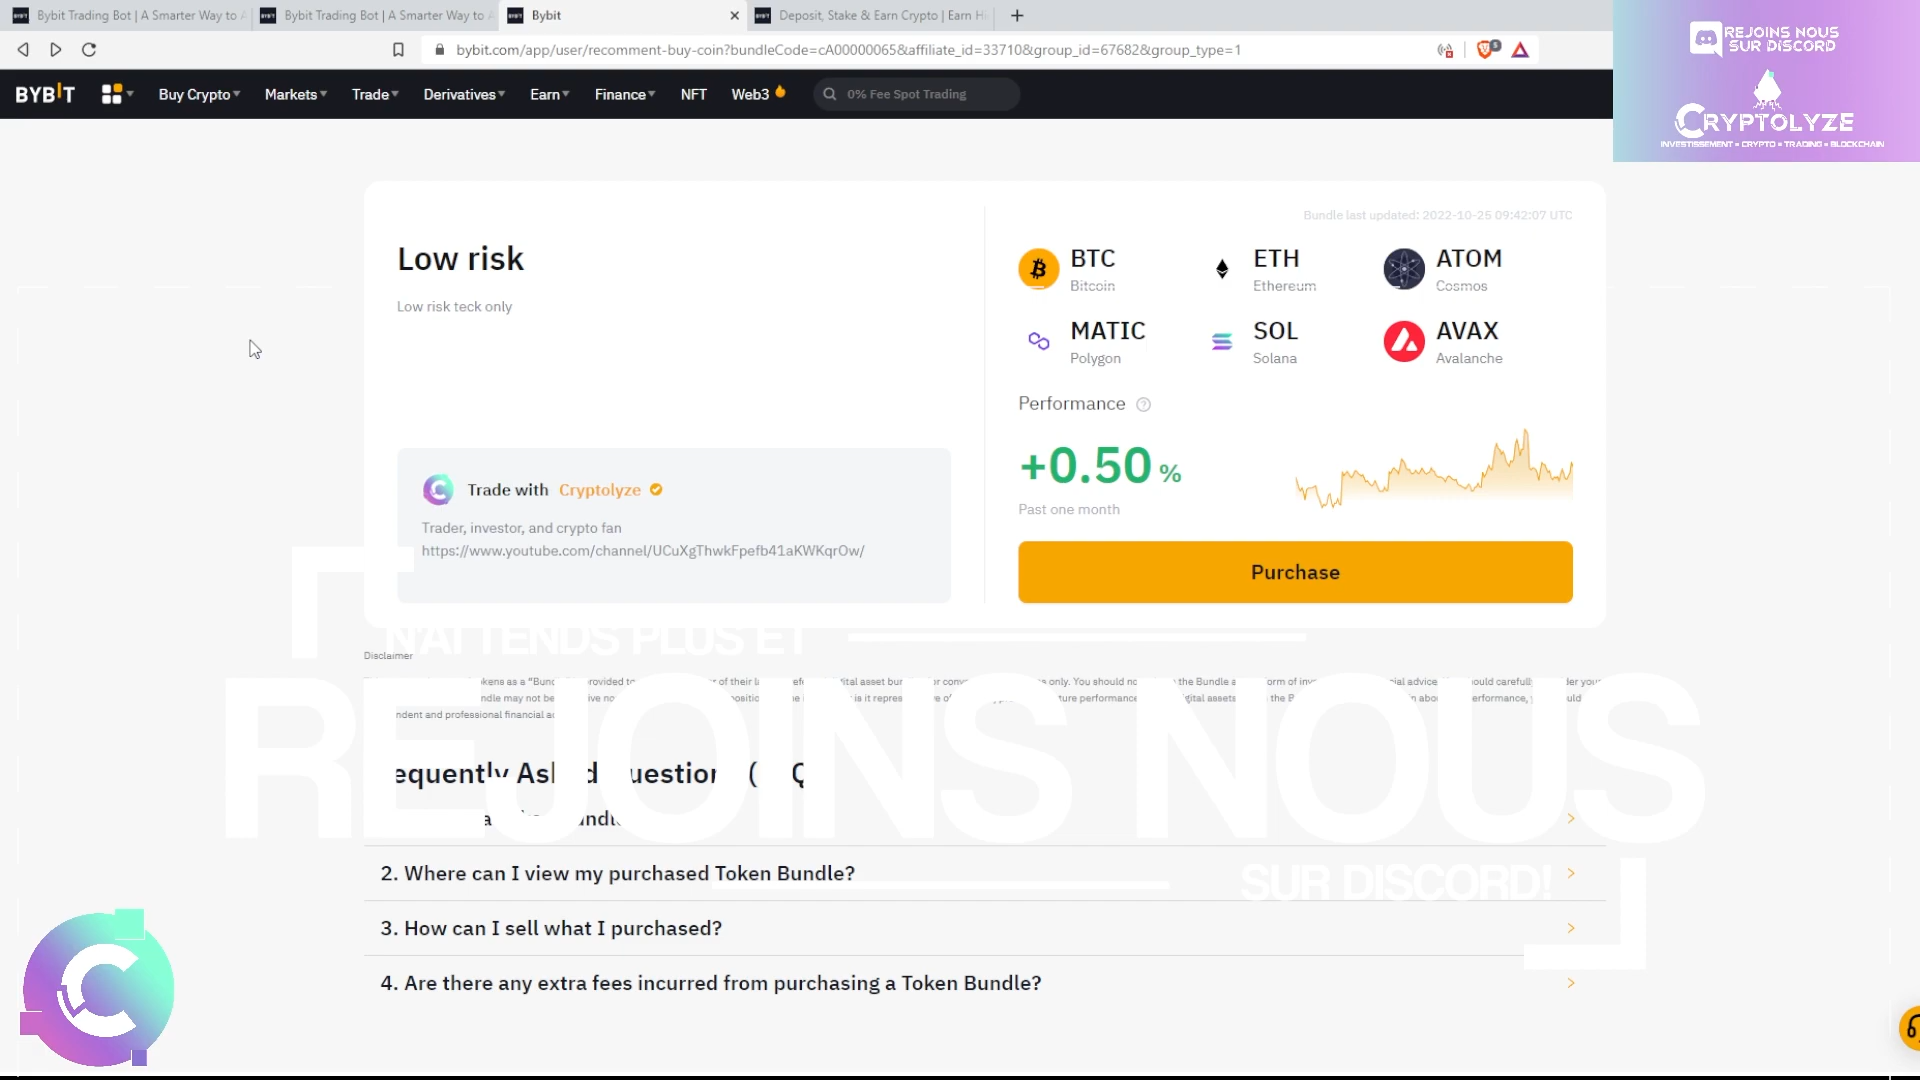 Bybit Trading Bot | A Smarter Way to
Bybit Trading Bot | A Smarter Way to
Bybit
Deposit, Stake & Earn Crypto | Earn Hi
bybit.com/app/user/recomment-buy-coin?bundleCode=cA00000065&affiliate_id=33710&group_id=67682&group_type=1
REJOINS NOUS
SUR DISCORD
CRYPTOLYZE
INVESTISSEMENT • CRYPTO • TRADING • BLOCKCHAIN
BYBIT
Buy Crypto
Markets
Trade
Derivatives
Earn
Finance
NFT
Web3
0% Fee Spot Trading
Bundle last updated: 2022-10-25 09:42:07 UTC
Low risk
Low risk teck only
BTC
Bitcoin
ETH
Ethereum
ATOM
Cosmos
MATIC
Polygon
SOL
Solana
AVAX
Avalanche
Performance
+0.50 %
Past one month
Trade with Cryptolyze
Trader, investor, and crypto fan
https://www.youtube.com/channel/UCuXgThwkFpefb41aKWKqrOw/
Purchase
N'ATTENDS PLUS ET
REJOINS NOUS
SUR DISCORD!
Disclaimer
2. Where can I view my purchased Token Bundle?
3. How can I sell what I purchased?
4. Are there any extra fees incurred from purchasing a Token Bundle?